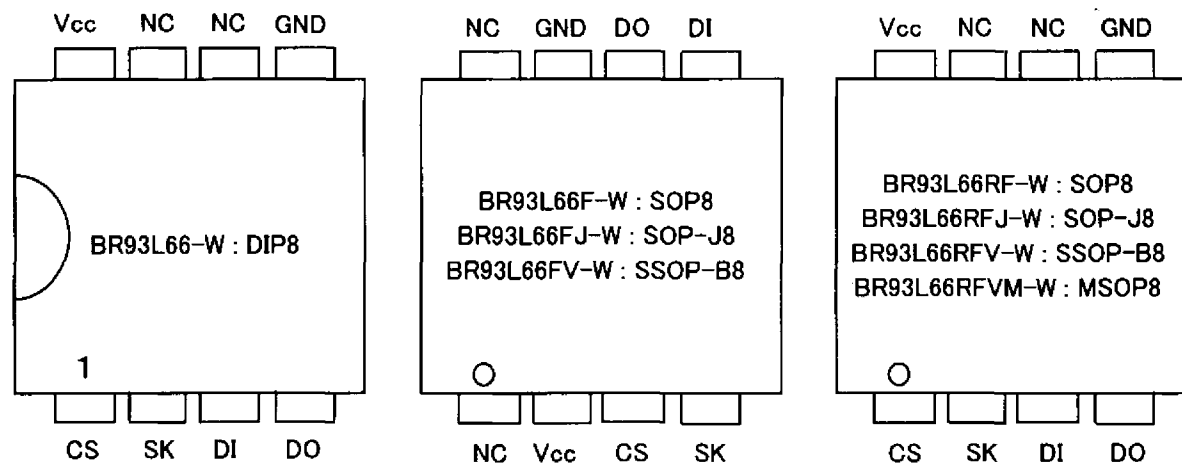 Vcc NC NC GND
BR93L66-W : DIP8
1
CS SK DI DO
NC GND DO DI
BR93L66F-W : SOP8
BR93L66FJ-W : SOP-J8
BR93L66FV-W : SSOP-B8
NC Vcc CS SK
Vcc NC NC GND
BR93L66RF-W : SOP8
BR93L66RFJ-W : SOP-J8
BR93L66RFV-W : SSOP-B8
BR93L66RFVM-W : MSOP8
CS SK DI DO